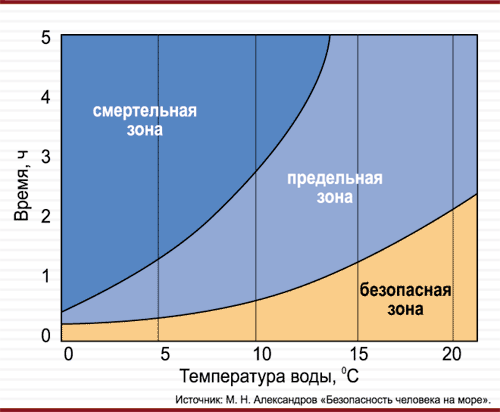 5
4
3
2
1
0
Время, ч
смертельная
зона
предельная
зона
безопасная
зона
0 5 10 15 20
Температура воды, ⁰С
Источник: М. Н. Александров «Безопасность человека на море».